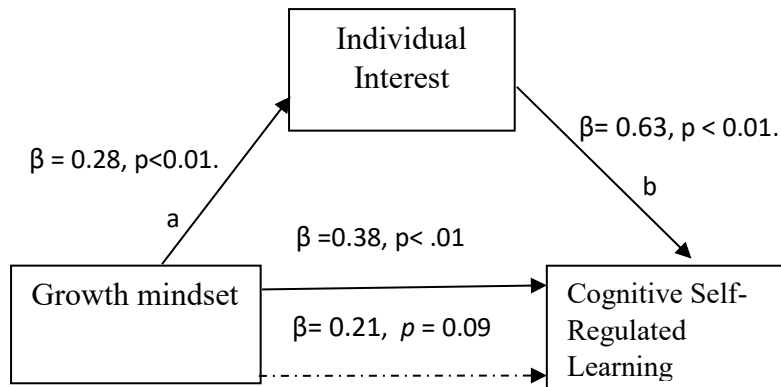 Individual
Interest
β = 0.28, p<0.01.
β= 0.63, p < 0.01.
a
b
β =0.38, p< .01
Growth mindset
Cognitive Self-
Regulated
Learning
β= 0.21, p = 0.09